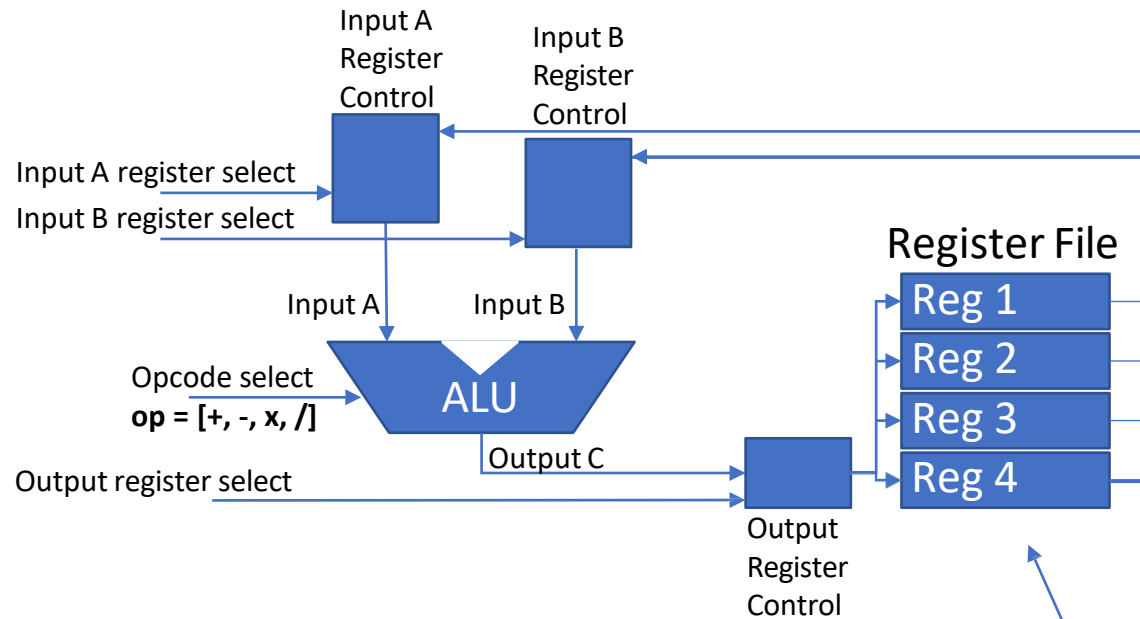 Input A
Register
Control
Input B
Register
Control
Input A register select
Input B register select
Register File
Input A
Input B
Reg 1
Reg 2
Reg 3
Reg 4
Opcode select
op = [+, -, x, /]
ALU
Output C
Output register select
Output
Register
Control